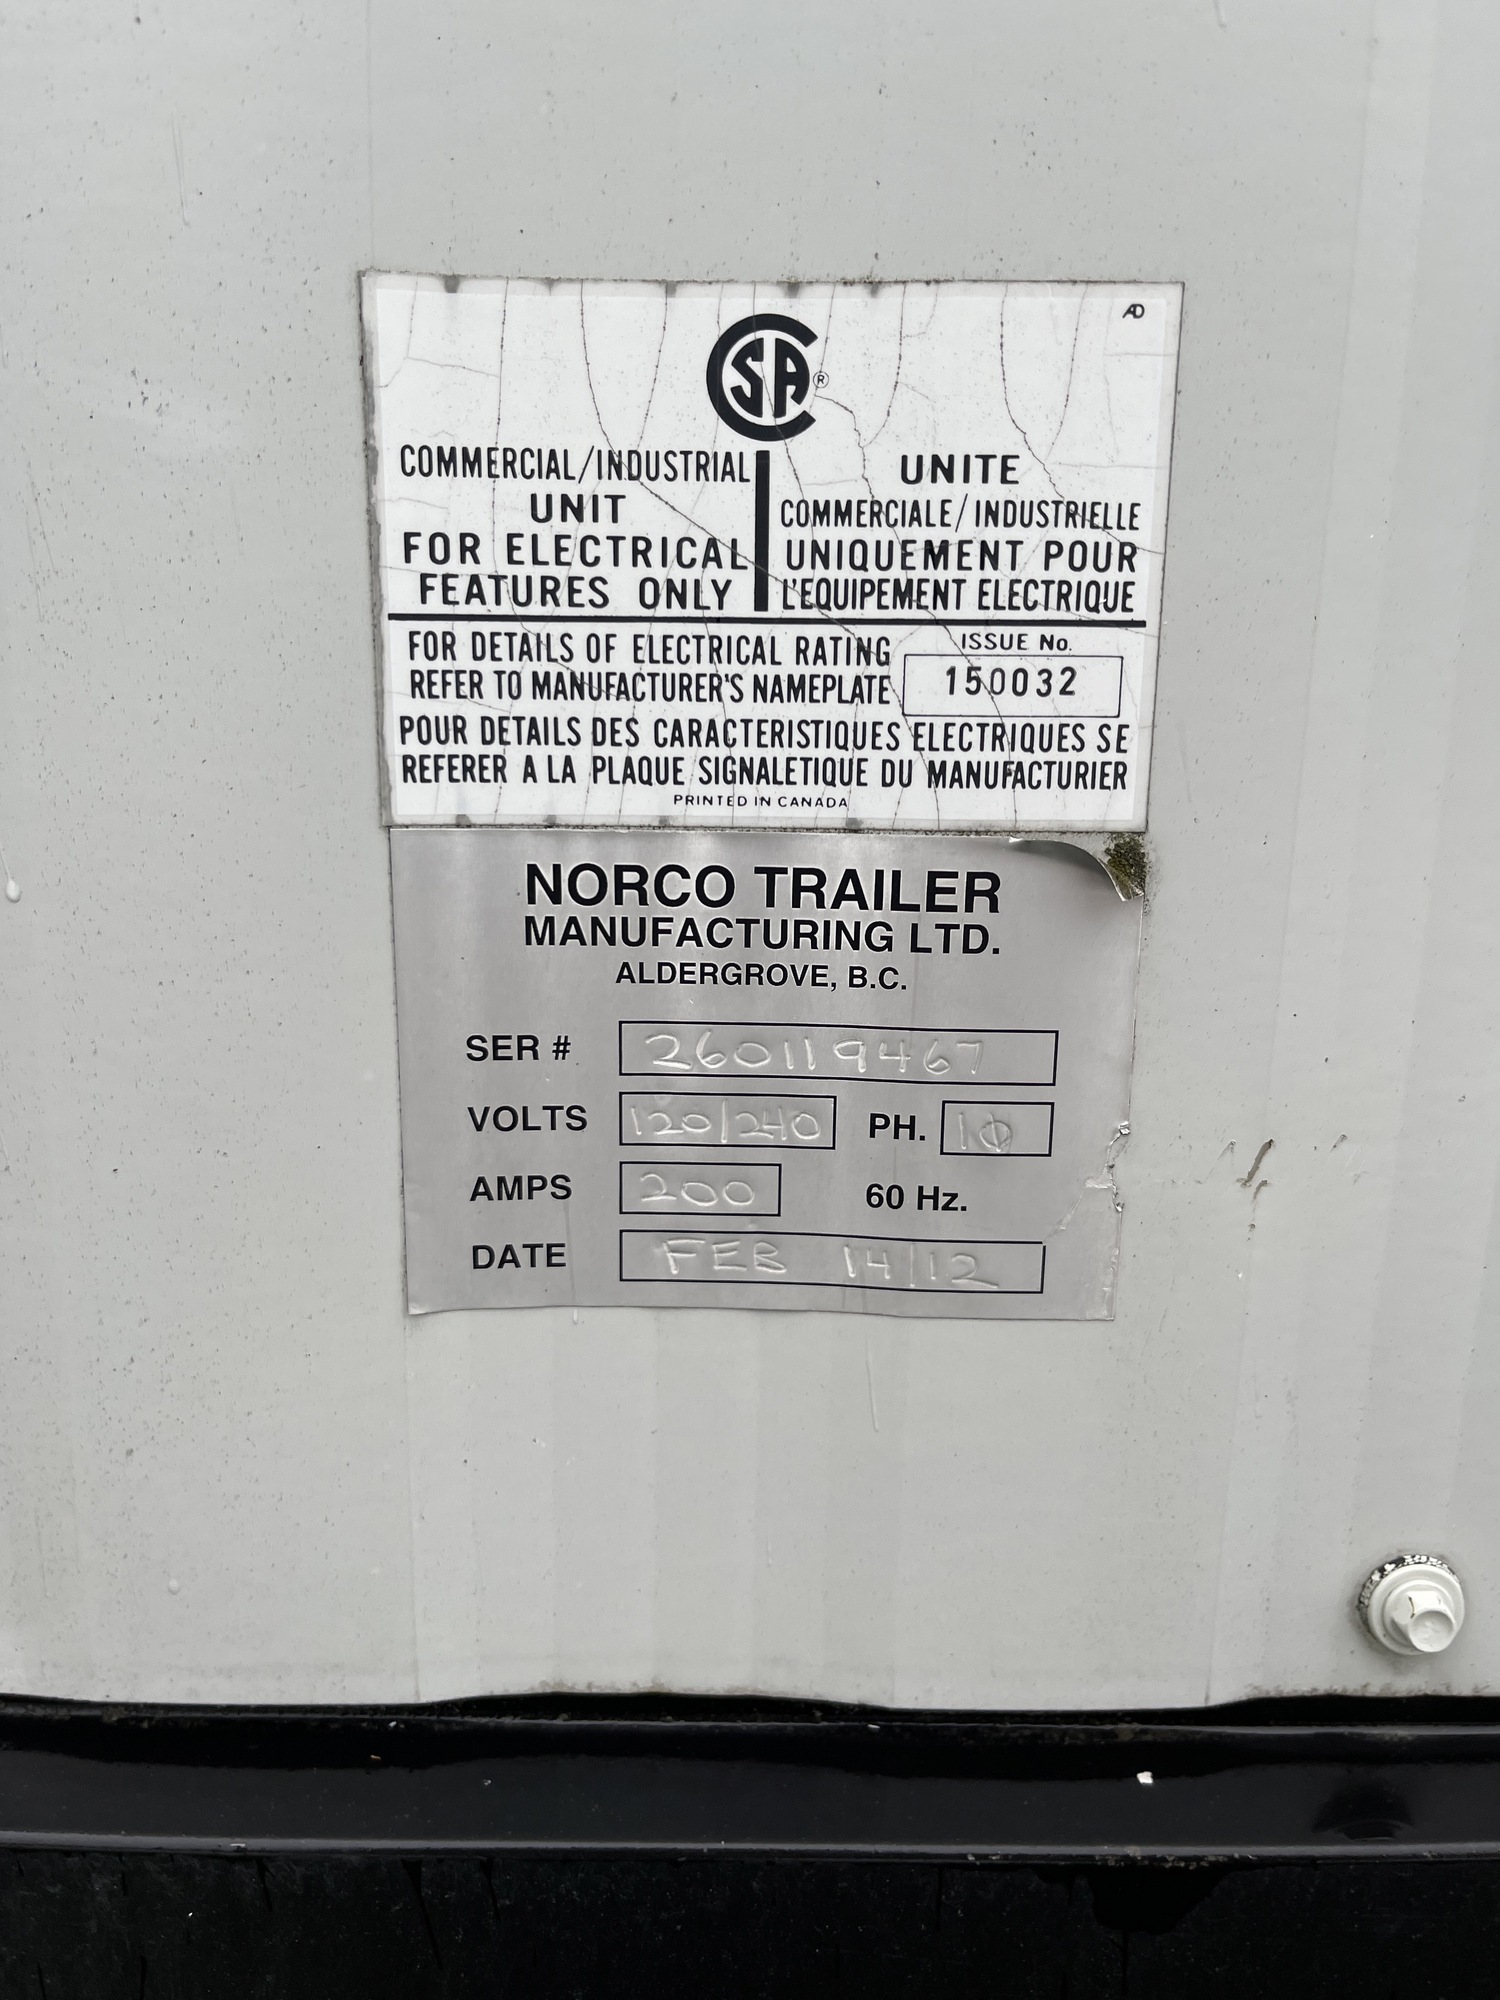 AD
CSA®
COMMERCIAL/INDUSTRIAL
UNIT
FOR ELECTRICAL
FEATURES ONLY
UNITE
COMMERCIALE/INDUSTRIELLE
UNIQUEMENT POUR
L'EQUIPEMENT ELECTRIQUE
FOR DETAILS OF ELECTRICAL RATING
REFER TO MANUFACTURER'S NAMEPLATE
ISSUE No.
150032
POUR DETAILS DES CARACTERISTIQUES ELECTRIQUES SE
REFERER A LA PLAQUE SIGNALETIQUE DU MANUFACTURIER
PRINTED IN CANADA
NORCO TRAILER
MANUFACTURING LTD.
ALDERGROVE, B.C.
SER # 260119467
VOLTS 120/240 PH. 1Φ
AMPS 200 60 Hz.
DATE FEB 14/12